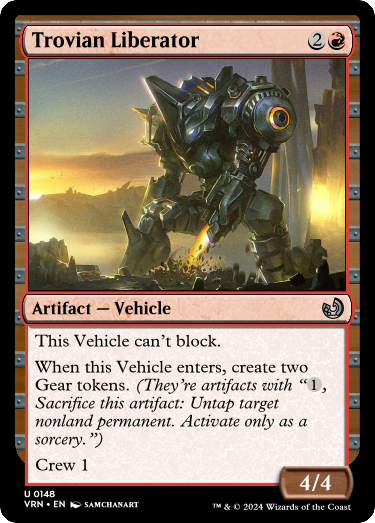 Trovian Liberator 2
Artifact — Vehicle
This Vehicle can't block.
When this Vehicle enters, create two
Gear tokens. (They're artifacts with “1,
Sacrifice this artifact: Untap target
nonland permanent. Activate only as a
sorcery.”)
Crew 1
4/4
U 0148
VRN • EN SAMCHANART
™ & © 2024 Wizards of the Coast